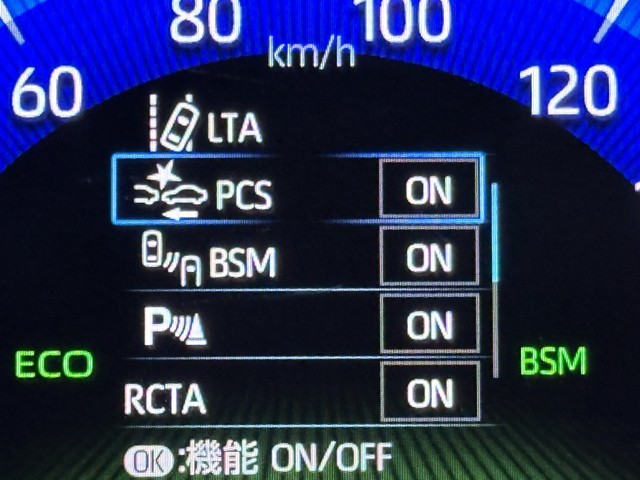 80 100
km/h
60 120
LTA
PCS ON
BSM ON
P ON
ECO BSM
RCTA ON
OK:機能 ON/OFF